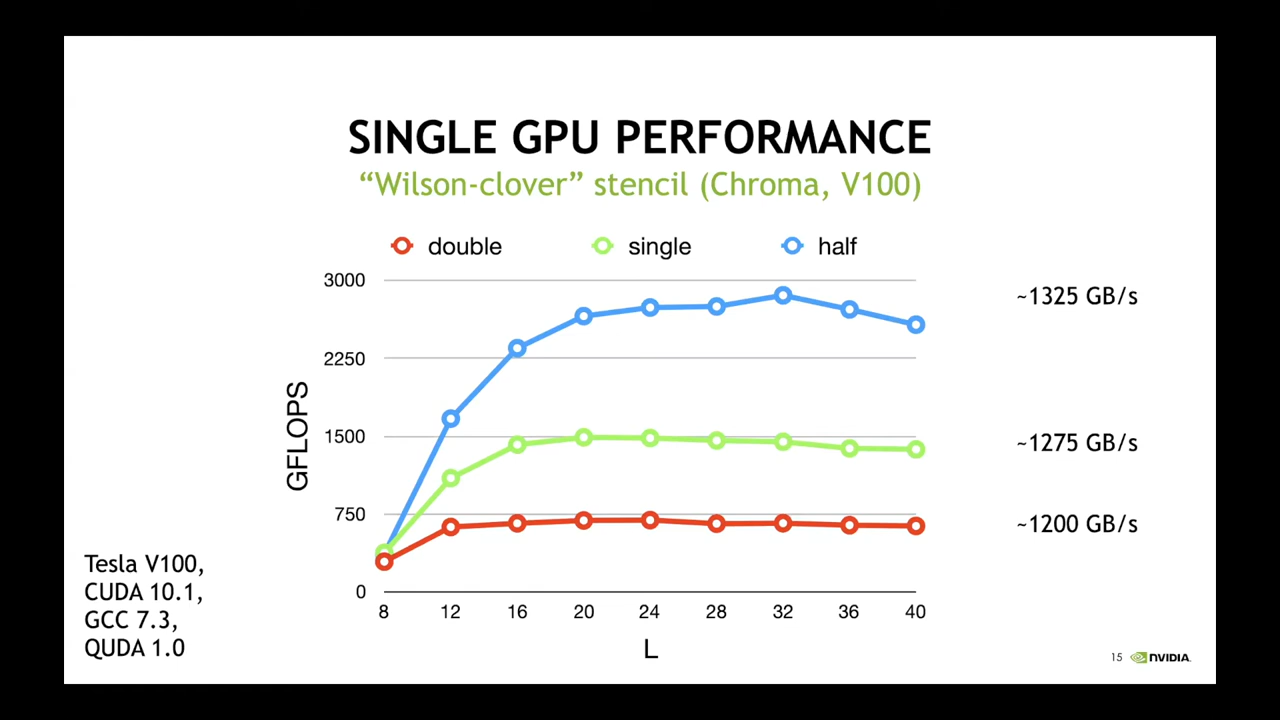 SINGLE GPU PERFORMANCE
“Wilson-clover” stencil (Chroma, V100)
double single half
3000
2250
1500
750
0
GFLOPS
8 12 16 20 24 28 32 36 40
L
~1325 GB/s
~1275 GB/s
~1200 GB/s
Tesla V100,
CUDA 10.1,
GCC 7.3,
QUDA 1.0
15 NVIDIA.